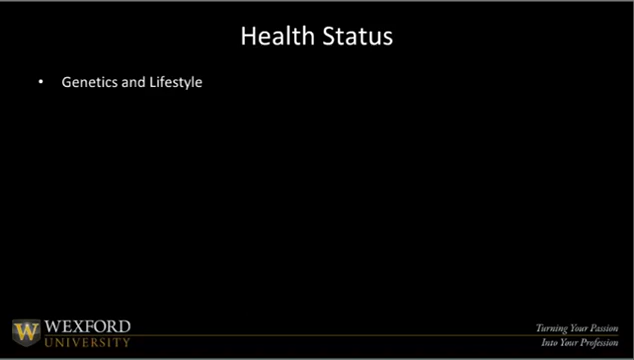 Health Status
• Genetics and Lifestyle
W WEXFORD
UNIVERSITY
Turning Your Passion
Into Your Profession